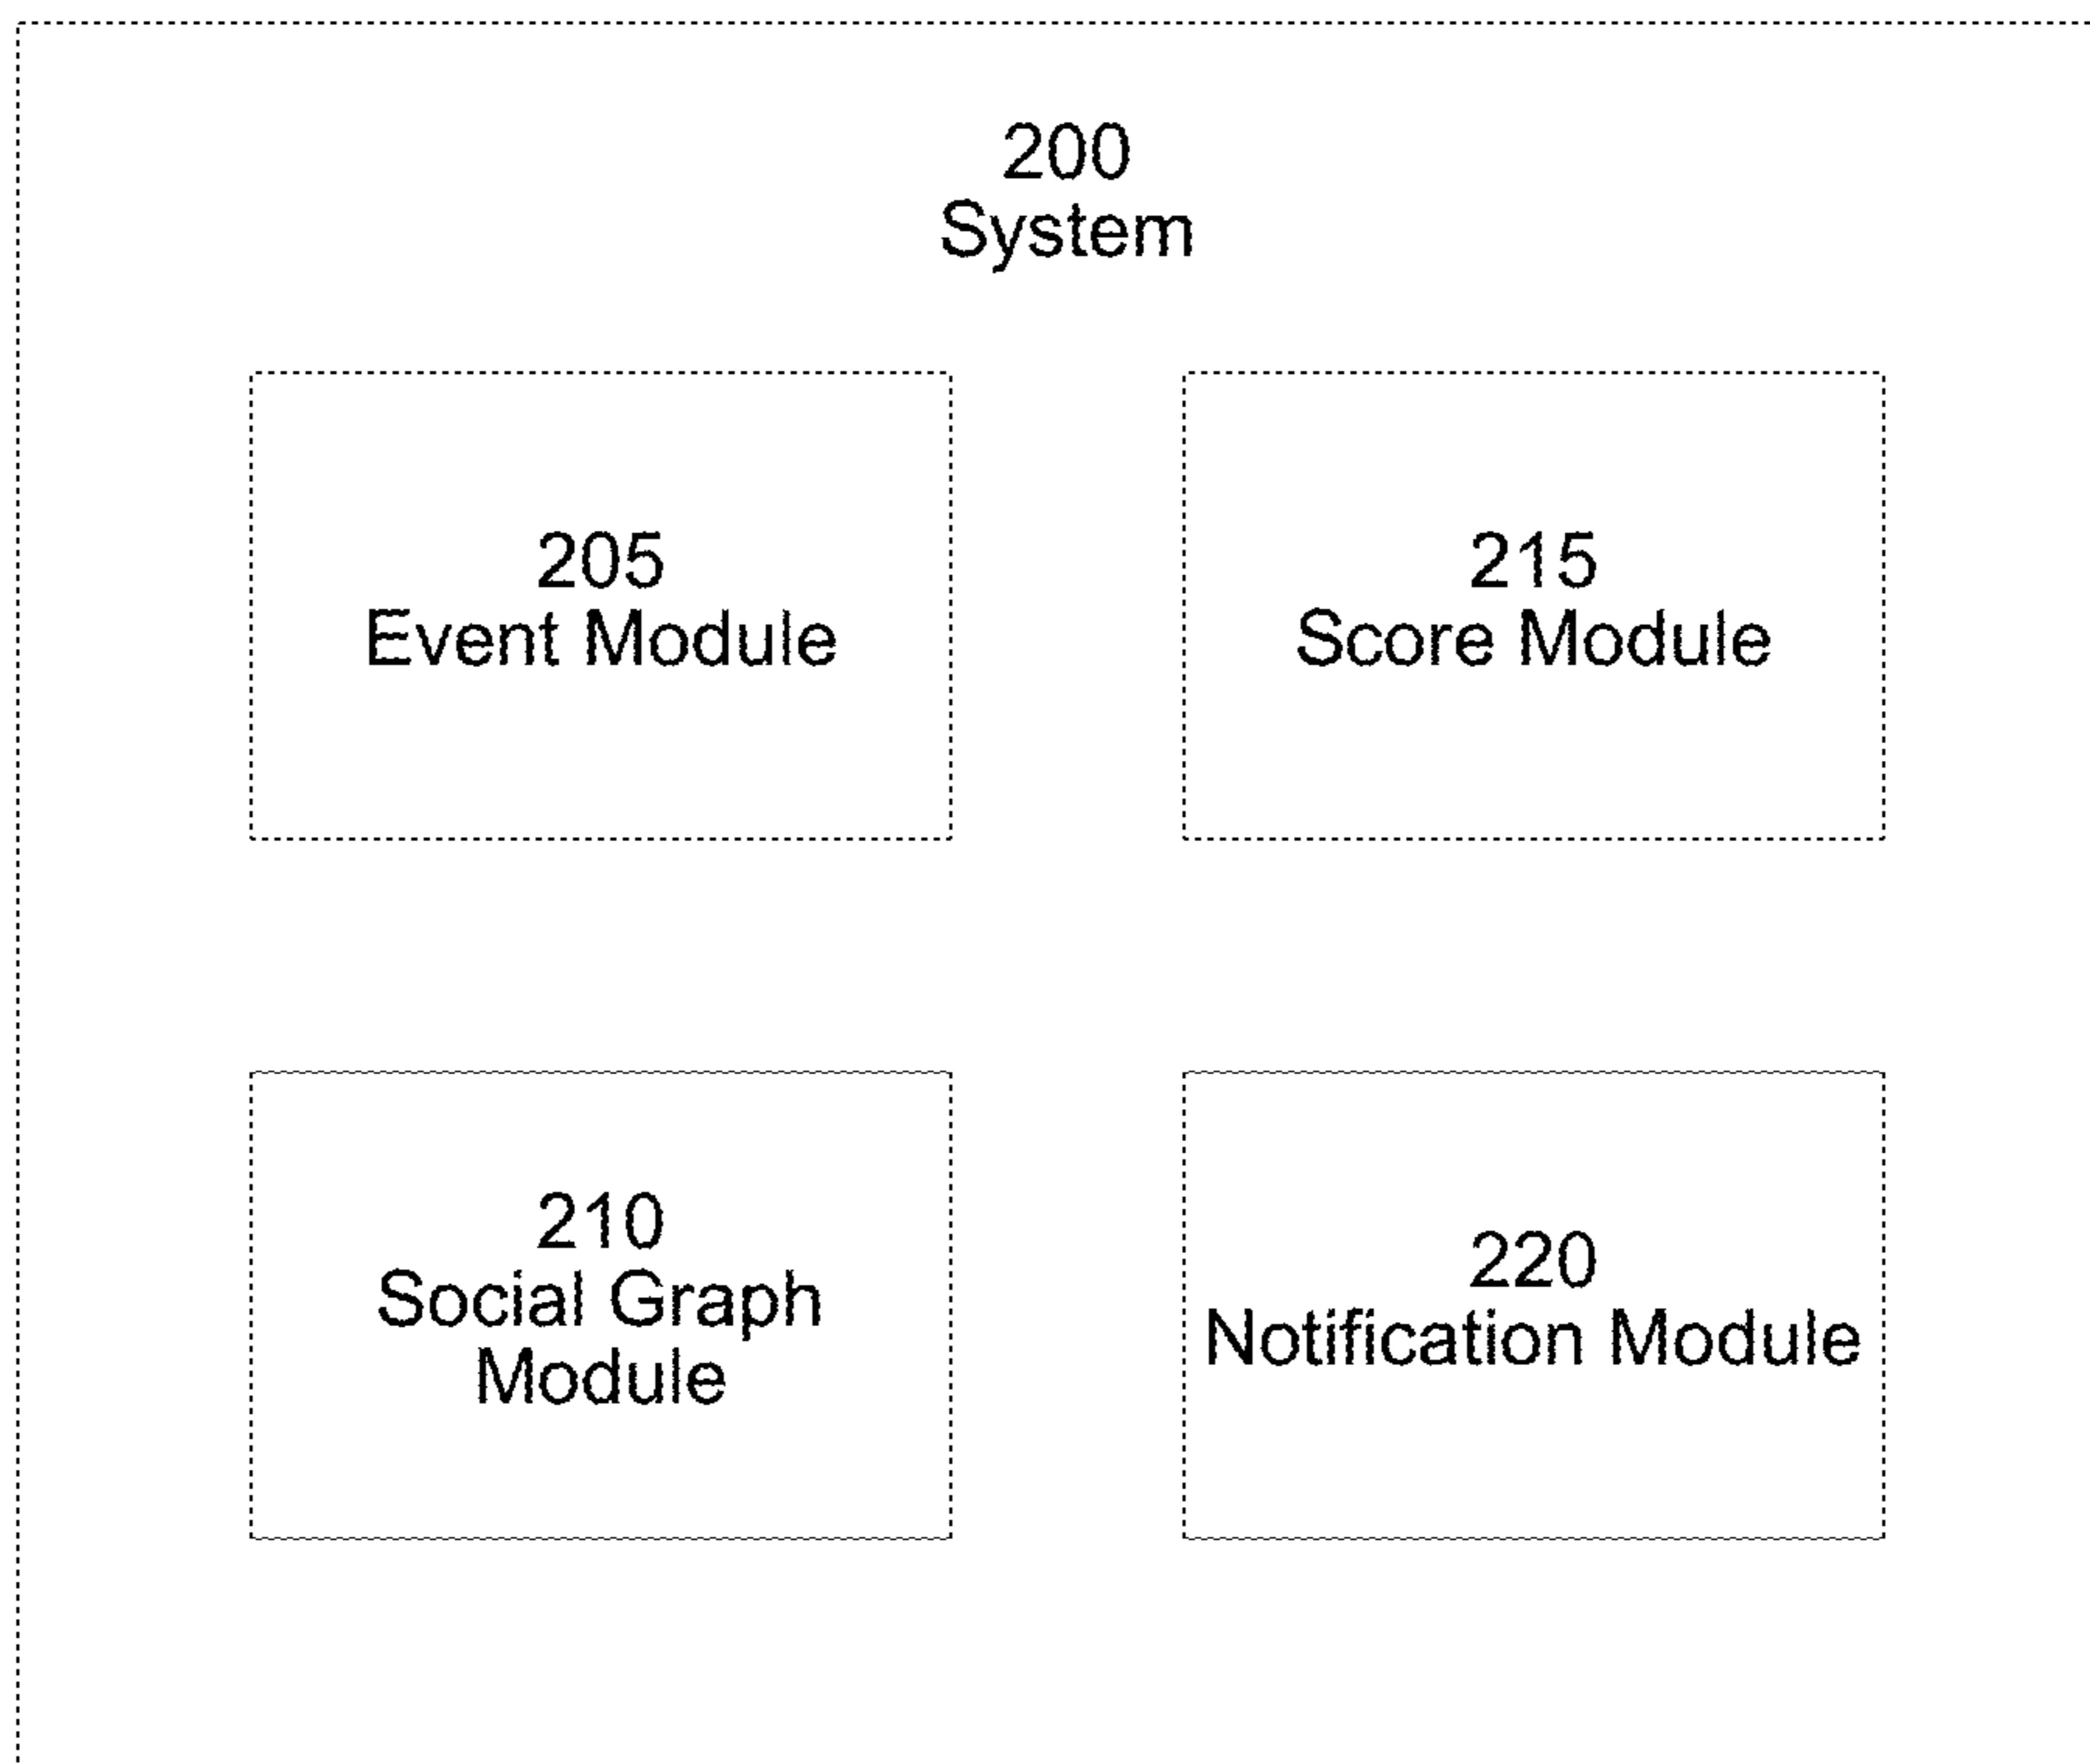 200
System
205
Event Module
215
Score Module
210
Social Graph
Module
220
Notification Module